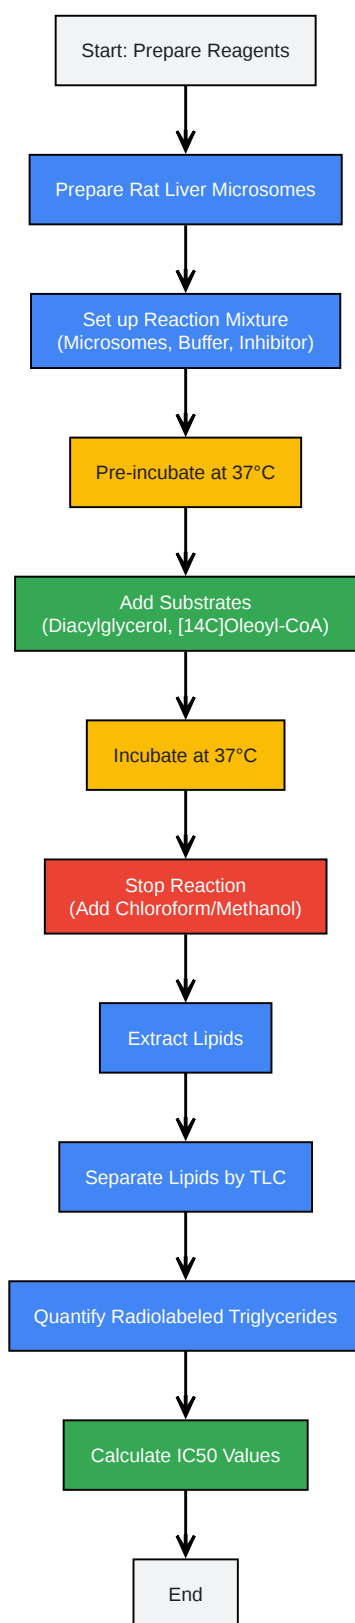 Start: Prepare Reagents
Prepare Rat Liver Microsomes
Set up Reaction Mixture
(Microsomes, Buffer, Inhibitor)
Pre-incubate at 37°C
Add Substrates
(Diacylglycerol, [14C]Oleoyl-CoA)
Incubate at 37°C
Stop Reaction
(Add Chloroform/Methanol)
Extract Lipids
Separate Lipids by TLC
Quantify Radiolabeled Triglycerides
Calculate IC50 Values
End